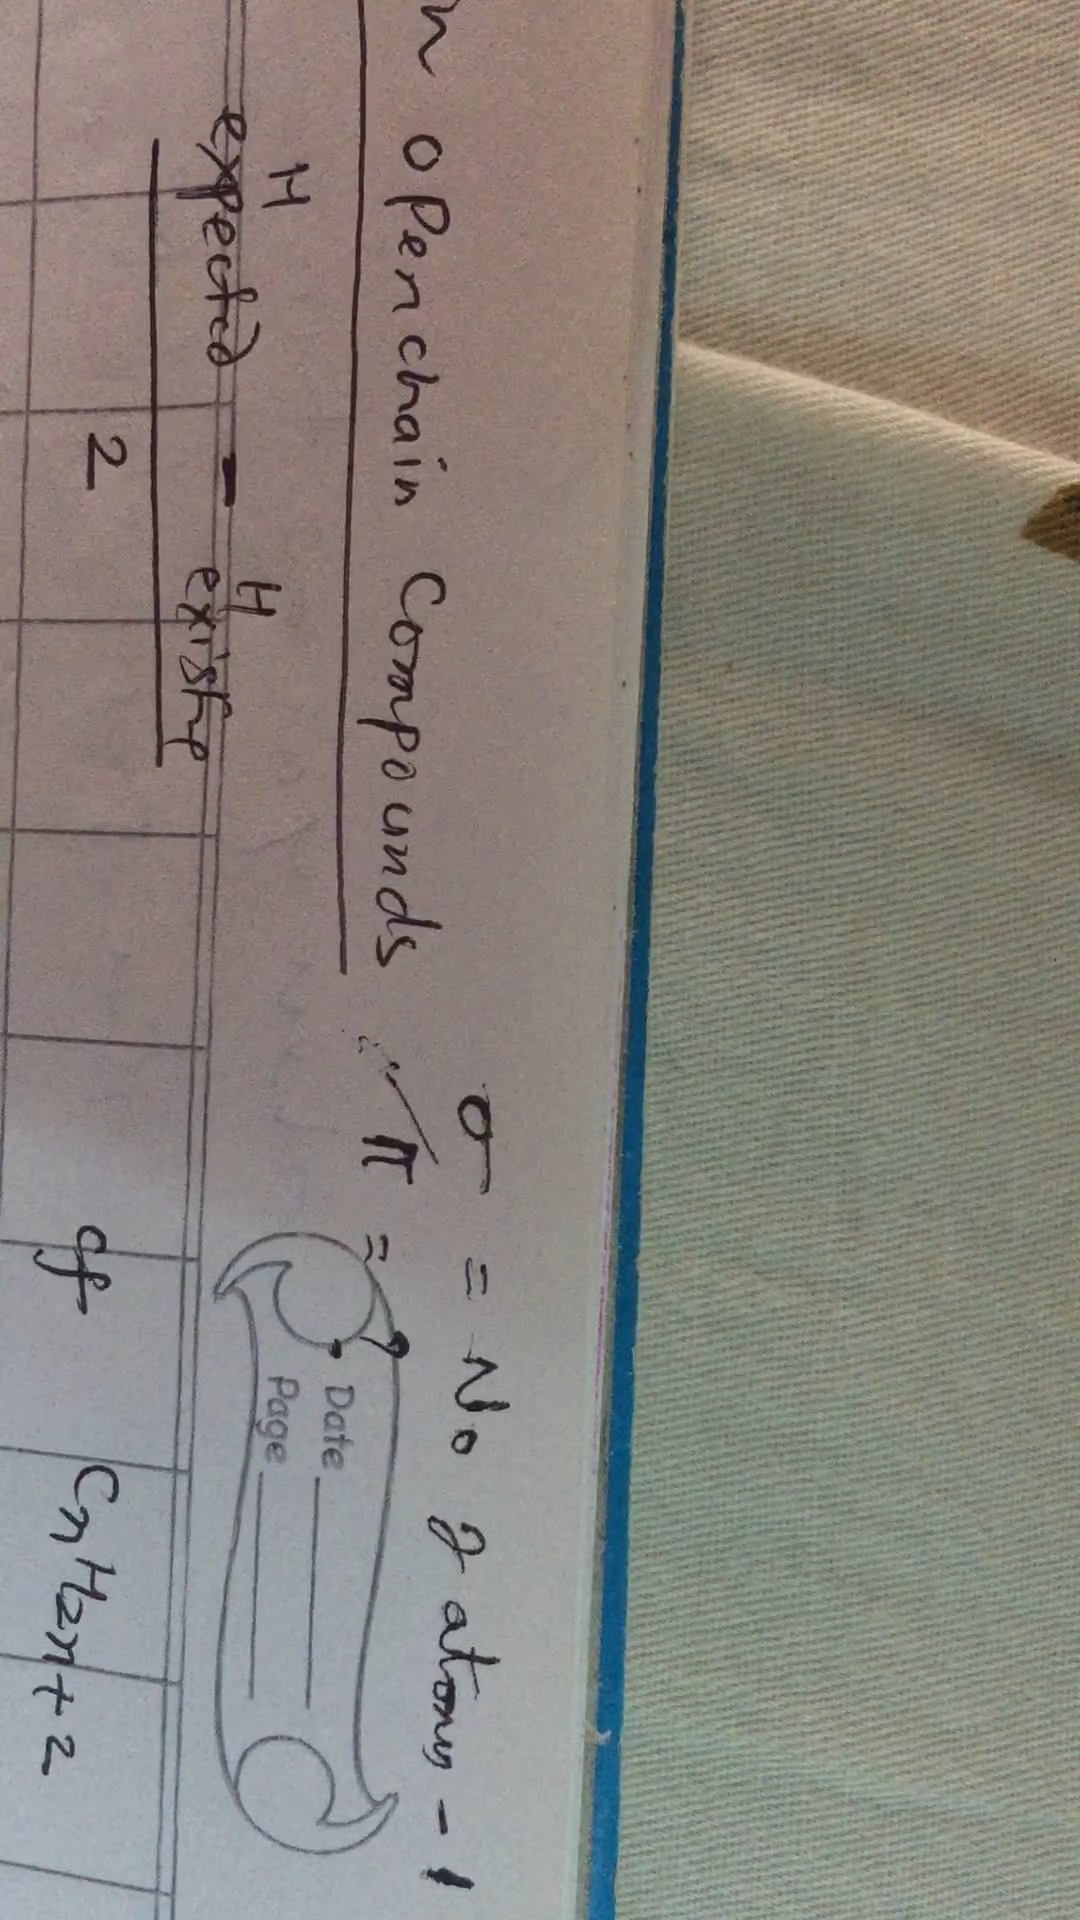 n open chain Compounds
σ = No of atoms - 1
π =
Date
Page
H H
expected - existing
2
of CnH2n+2